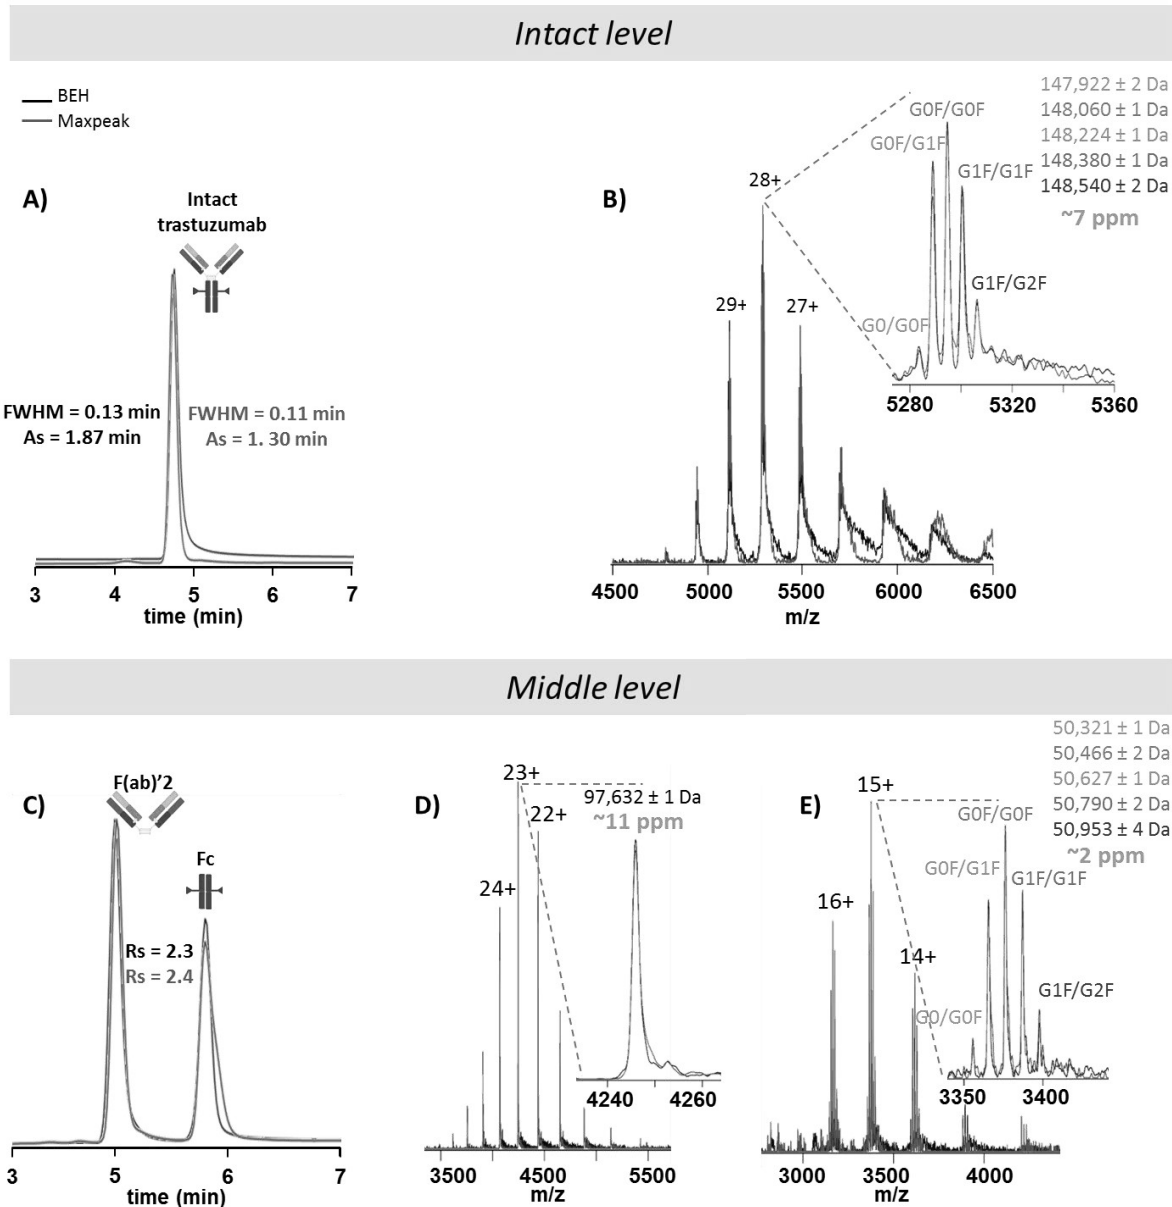 Intact level
BEH
Maxpeak
A)
Intact
trastuzumab
FWHM = 0.13 min
As = 1.87 min
FWHM = 0.11 min
As = 1. 30 min
3 4 5 6 7
time (min)
B)
28+
29+
27+
G0F/G0F
G0F/G1F
G1F/G1F
G1F/G2F
G0/G0F
147,922 ± 2 Da
148,060 ± 1 Da
148,224 ± 1 Da
148,380 ± 1 Da
148,540 ± 2 Da
~7 ppm
5280 5320 5360
4500 5000 5500 6000 6500
m/z
Middle level
C)
F(ab)’2
Fc
Rs = 2.3
Rs = 2.4
3 5 6 7
time (min)
D)
23+
22+
24+
97,632 ± 1 Da
~11 ppm
4240 4260
3500 4500 5500
m/z
E)
15+
16+
14+
G0F/G0F
G0F/G1F
G1F/G1F
G1F/G2F
G0/G0F
50,321 ± 1 Da
50,466 ± 2 Da
50,627 ± 1 Da
50,790 ± 2 Da
50,953 ± 4 Da
~2 ppm
3350 3400
3000 3500 4000
m/z